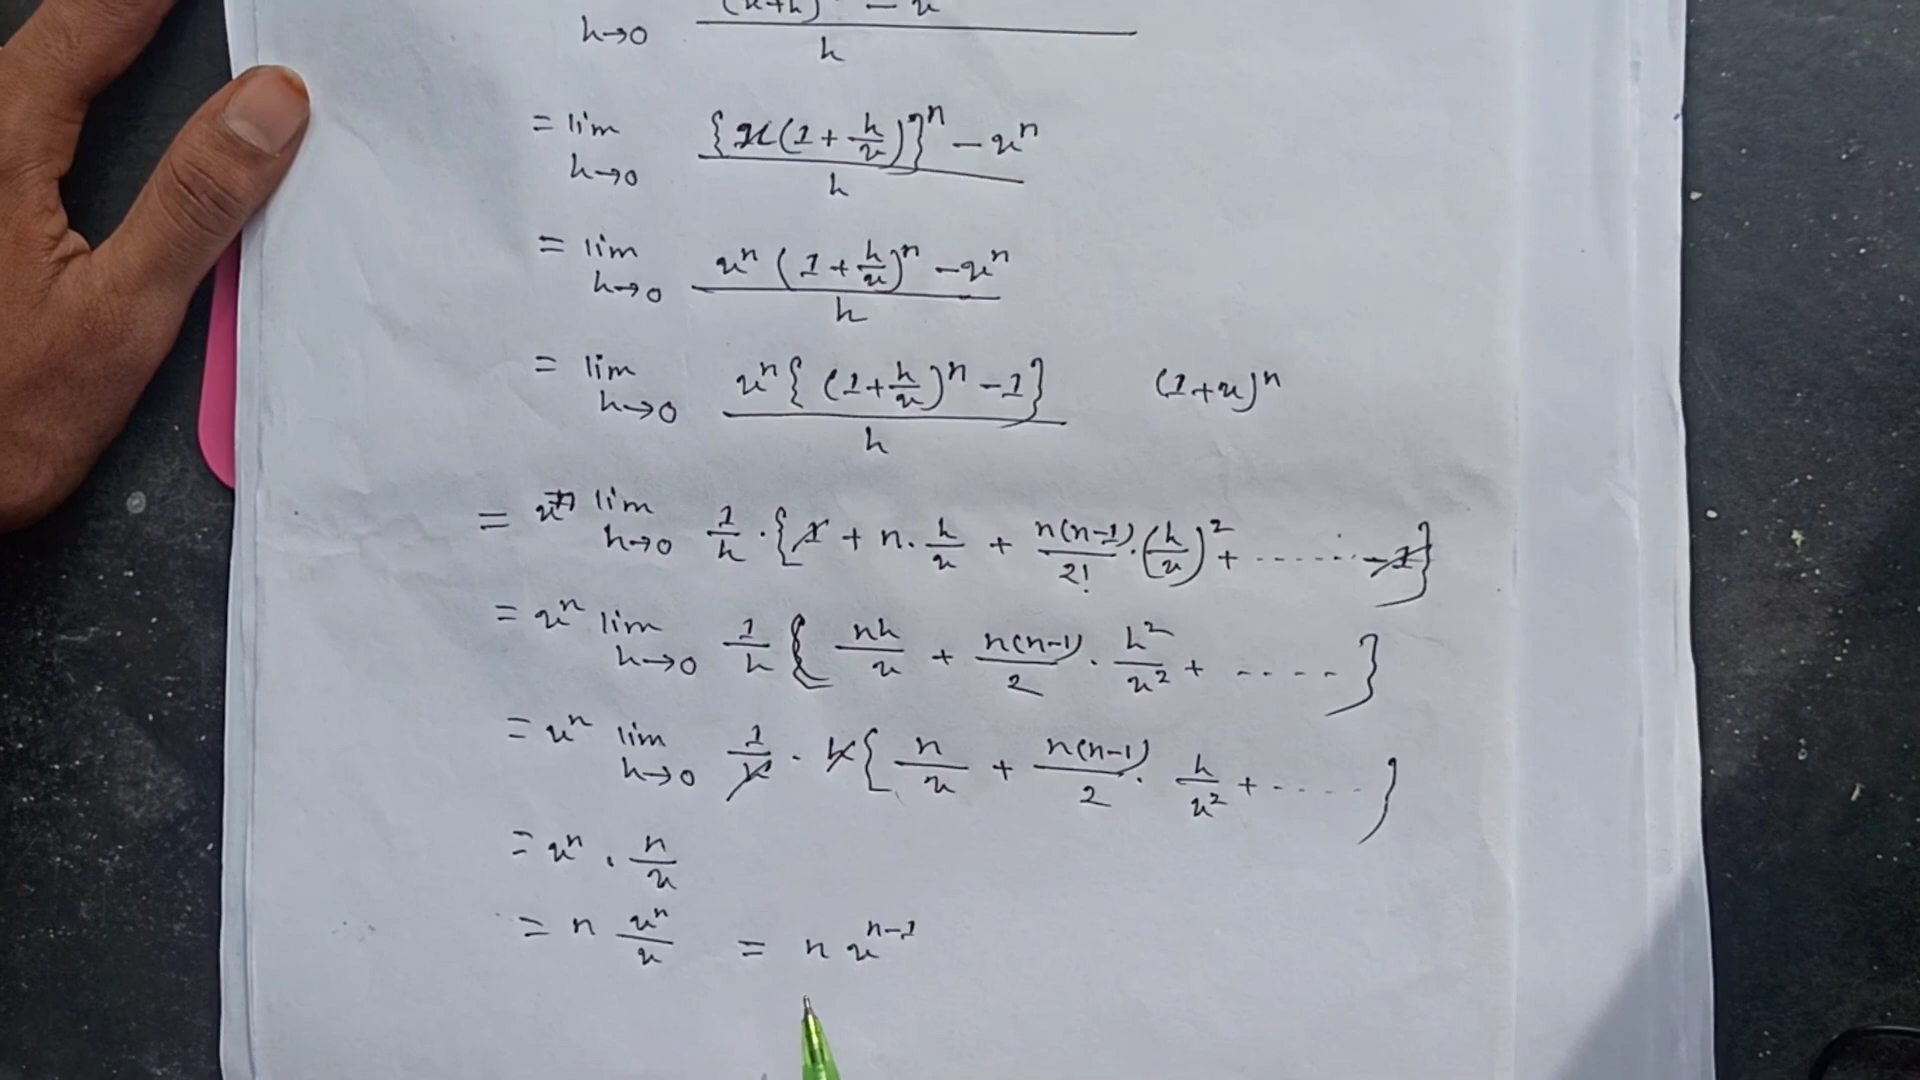 h→0 h
= lim {x(1 + h/x)}ⁿ − xⁿ
h→0 h
= lim xⁿ (1 + h/x)ⁿ − xⁿ
h→0 h
= lim xⁿ{(1 + h/x)ⁿ − 1} (1+x)ⁿ
h→0 h
= xⁿ lim h→0 1/h · {1 + n · h/x + n(n−1)/2! · (h/x)² + ....... −1}
= xⁿ lim h→0 1/h { nh/x + n(n−1)/2 · h²/x² + ..... }
= xⁿ lim h→0 1/h · h { n/x + n(n−1)/2 · h/x² + ..... }
= xⁿ · n/x
= n xⁿ/x = n xⁿ⁻¹